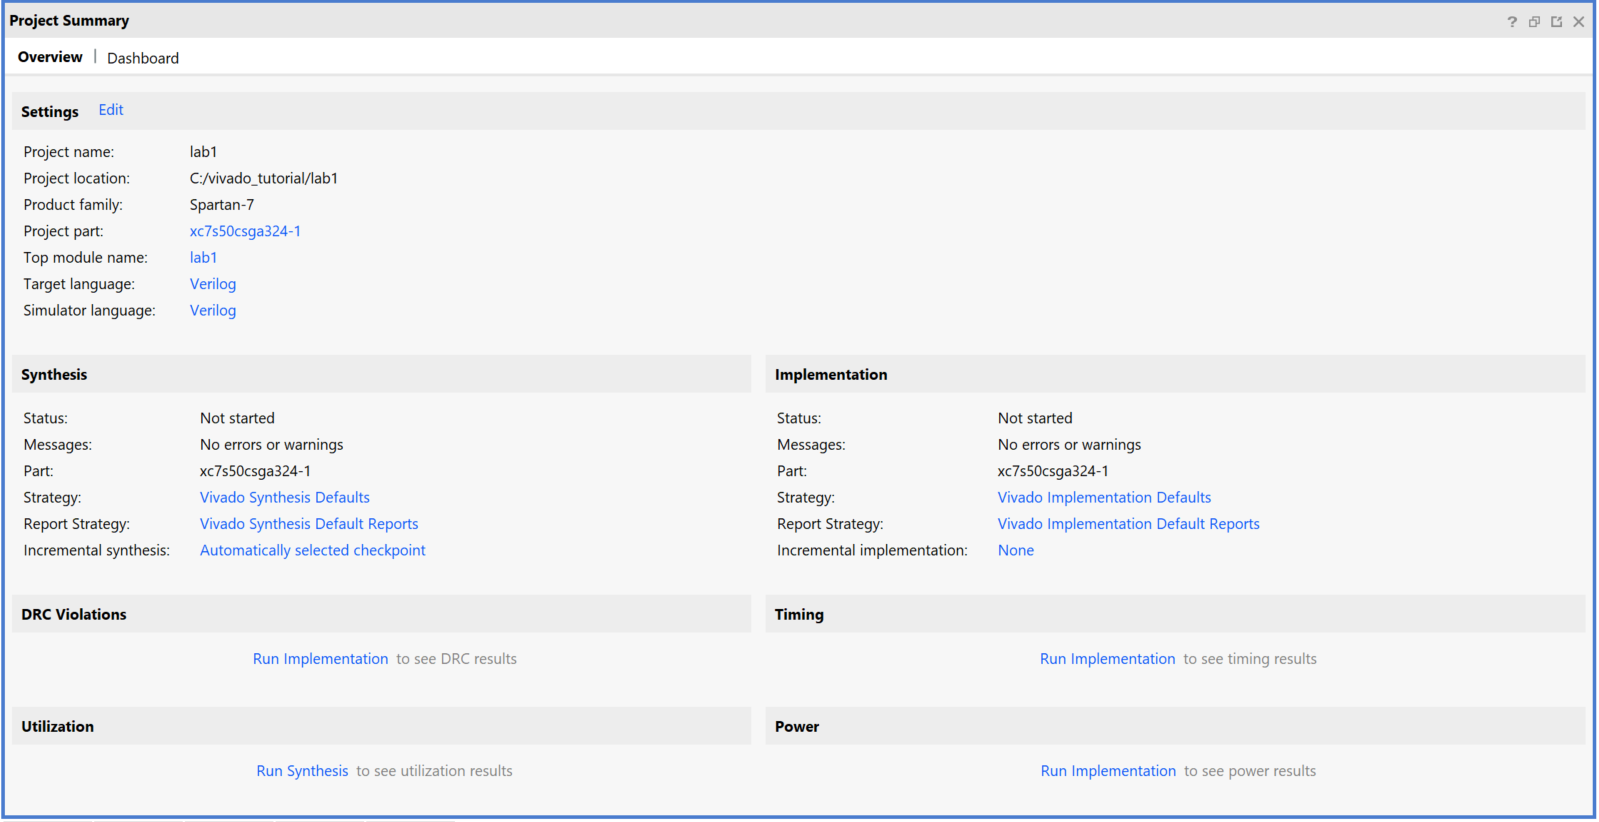 Project Summary
Overview | Dashboard
Settings Edit
Project name: lab1
Project location: C:/vivado_tutorial/lab1
Product family: Spartan-7
Project part: xc7s50csga324-1
Top module name: lab1
Target language: Verilog
Simulator language: Verilog
Synthesis
Status: Not started
Messages: No errors or warnings
Part: xc7s50csga324-1
Strategy: Vivado Synthesis Defaults
Report Strategy: Vivado Synthesis Default Reports
Incremental synthesis: Automatically selected checkpoint
Implementation
Status: Not started
Messages: No errors or warnings
Part: xc7s50csga324-1
Strategy: Vivado Implementation Defaults
Report Strategy: Vivado Implementation Default Reports
Incremental implementation: None
DRC Violations
Run Implementation to see DRC results
Timing
Run Implementation to see timing results
Utilization
Run Synthesis to see utilization results
Power
Run Implementation to see power results